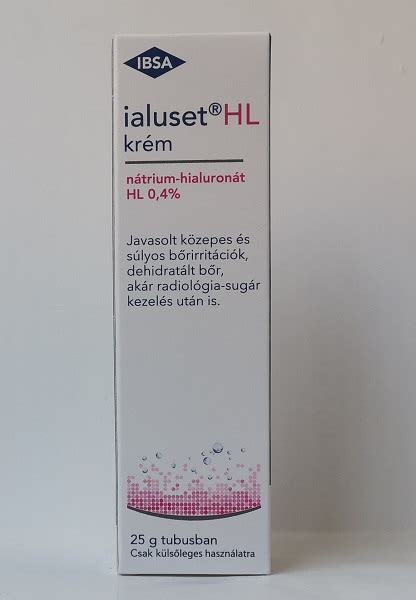 IBSA
ialuset®HL
krém
nátrium-hialuronát
HL 0,4%
Javasolt közepes és
súlyos bőrirritációk,
dehidratált bőr,
akár radiológia-sugár
kezelés után is.
25 g tubusban
Csak külsőleges használatra